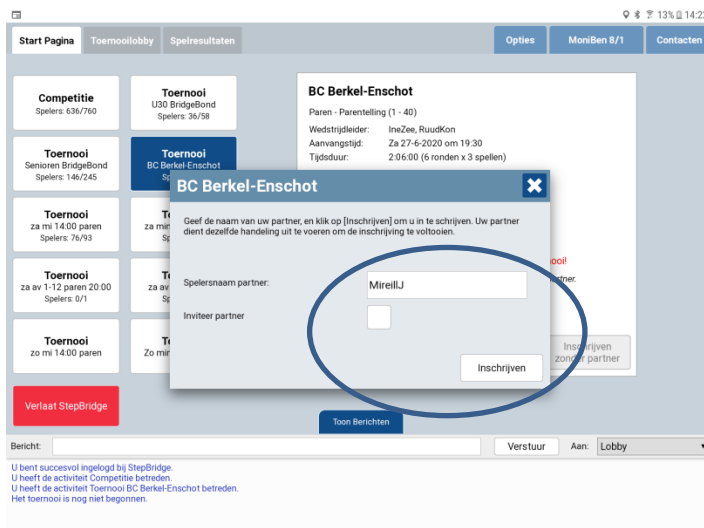 13% 14:23
Start Pagina
Toernooilobby
Spelresultaten
Opties
MoniBen 8/1
Contacten
Competitie
Spelers: 636/760
Toernooi
U30 BridgeBond
Spelers: 36/58
Toernooi
Senioren BridgeBond
Spelers: 146/245
Toernooi
BC Berkel-Enschot
Toernooi
za mi 14:00 paren
Spelers: 76/93
za
Toernooi
za av 1-12 paren 20:00
Spelers: 0/1
za av
Toernooi
zo mi 14:00 paren
Zo
Verlaat StepBridge
BC Berkel-Enschot
Paren - Parentelling (1 - 40)
Wedstrijdleider: IneZee, RuudKon
Aanvangstijd: Za 27-6-2020 om 19:30
Tijdsduur: 2:06:00 (6 ronden x 3 spellen)
BC Berkel-Enschot
Geef de naam van uw partner, en klik op [Inschrijven] om u in te schrijven. Uw partner
dient dezelfde handeling uit te voeren om de inschrijving te voltooien.
Spelersnaam partner:
MireillJ
Inviteer partner
Inschrijven
ooi!
rtner.
Inschrijven
zonder partner
Toon Berichten
Bericht:
Verstuur
Aan:
Lobby
U bent succesvol ingelogd bij StepBridge.
U heeft de activiteit Competitie betreden.
U heeft de activiteit Toernooi BC Berkel-Enschot betreden.
Het toernooi is nog niet begonnen.